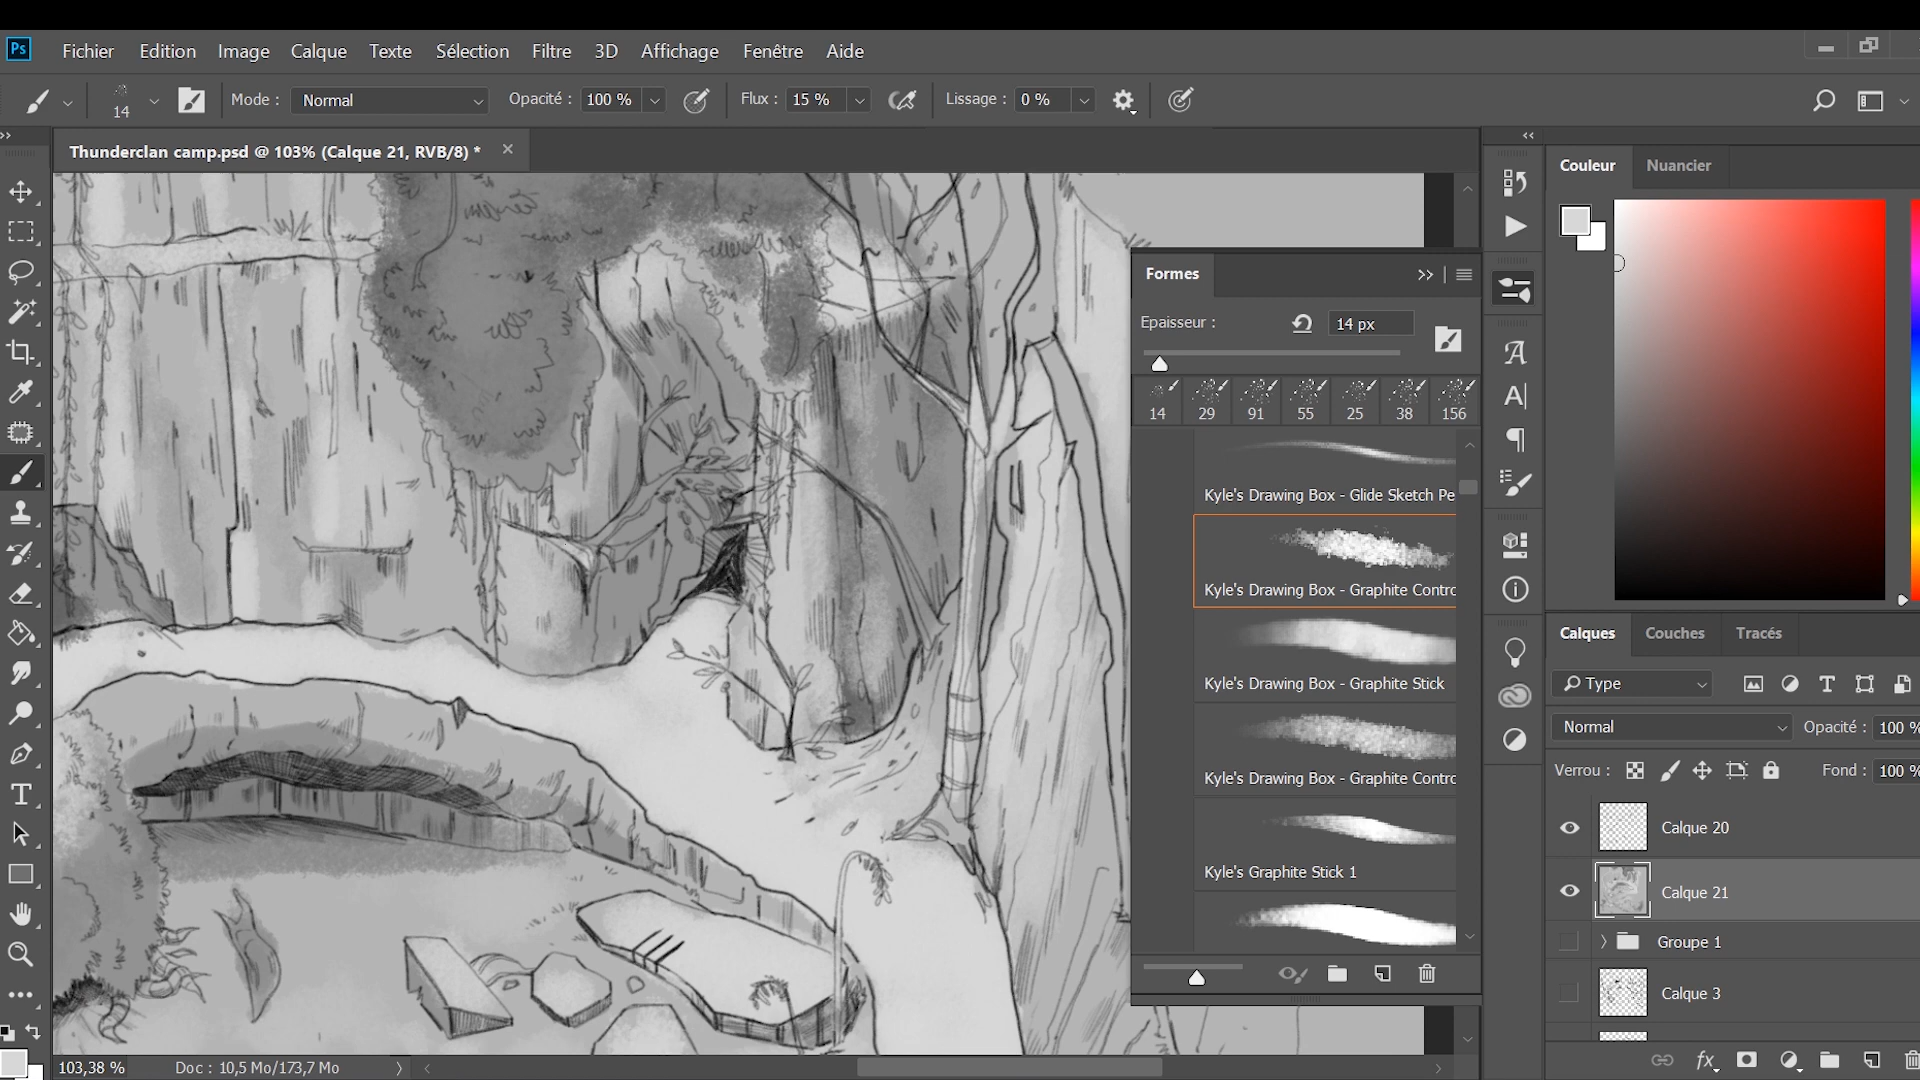 Ps Fichier Edition Image Calque Texte Sélection Filtre 3D Affichage Fenêtre Aide
14 Mode : Normal Opacité : 100 % Flux : 15 % Lissage : 0 %
Thunderclan camp.psd @ 103% (Calque 21, RVB/8) *
Couleur Nuancier
Formes
Epaisseur : 14 px
14 29 91 55 25 38 156
Kyle's Drawing Box - Glide Sketch Pe
Kyle's Drawing Box - Graphite Contro
Kyle's Drawing Box - Graphite Stick
Kyle's Drawing Box - Graphite Contro
Kyle's Graphite Stick 1
Calques Couches Tracés
Type
Normal Opacité : 100 %
Verrou : Fond : 100 %
Calque 20
Calque 21
Groupe 1
Calque 3
103,38 % Doc : 10,5 Mo/173,7 Mo